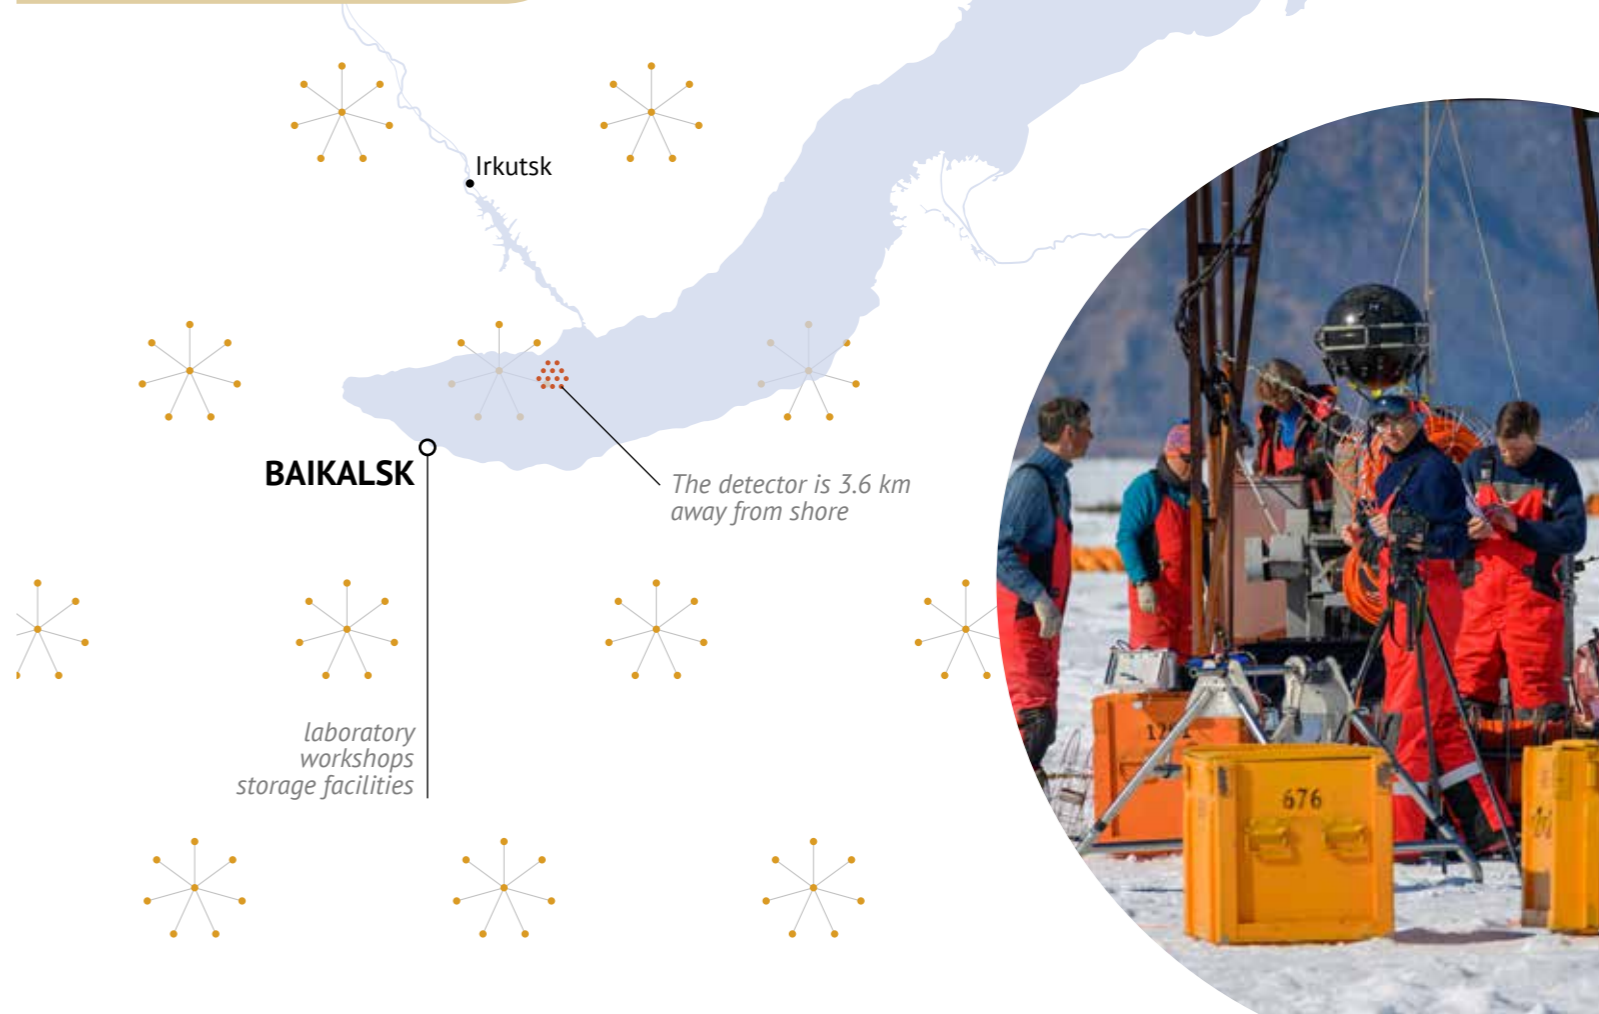 Irkutsk
BAIKALSK
The detector is 3.6 km
away from shore
laboratory
workshops
storage facilities
676